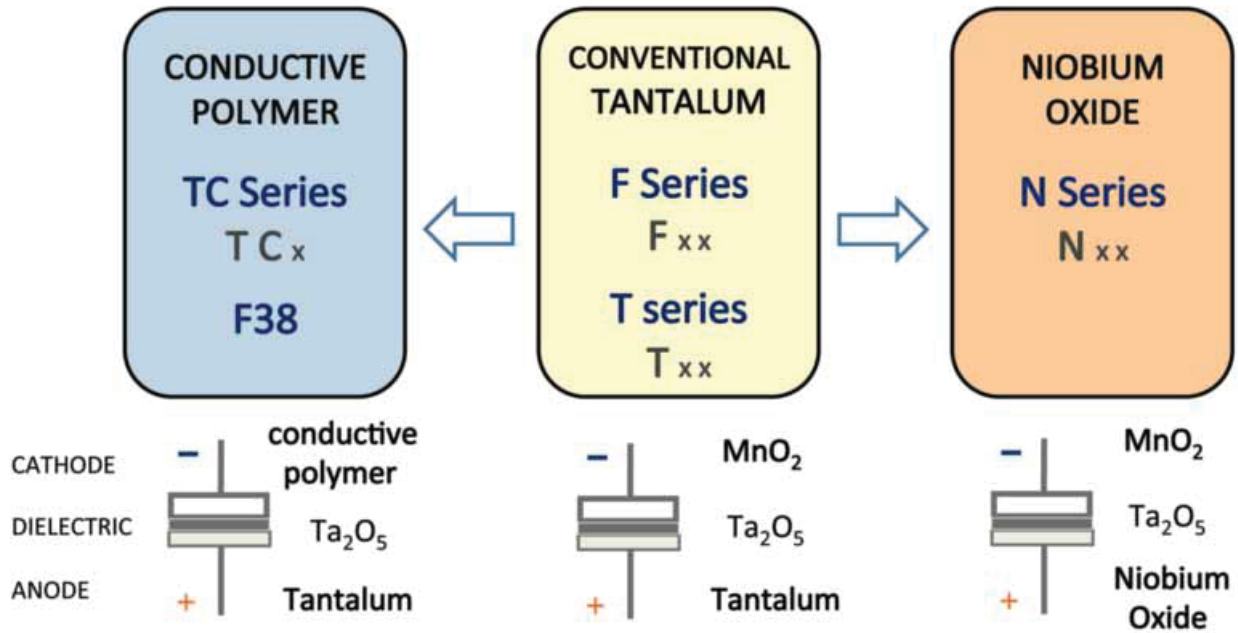 CONDUCTIVE
POLYMER
TC Series
T C x
F38
CONVENTIONAL
TANTALUM
F Series
F x x
T series
T x x
NIOBIUM
OXIDE
N Series
N x x
CATHODE
DIELECTRIC
ANODE
−
conductive
polymer
Ta₂O₅
+
Tantalum
−
MnO₂
Ta₂O₅
+
Tantalum
−
MnO₂
Ta₂O₅
+
Niobium
Oxide